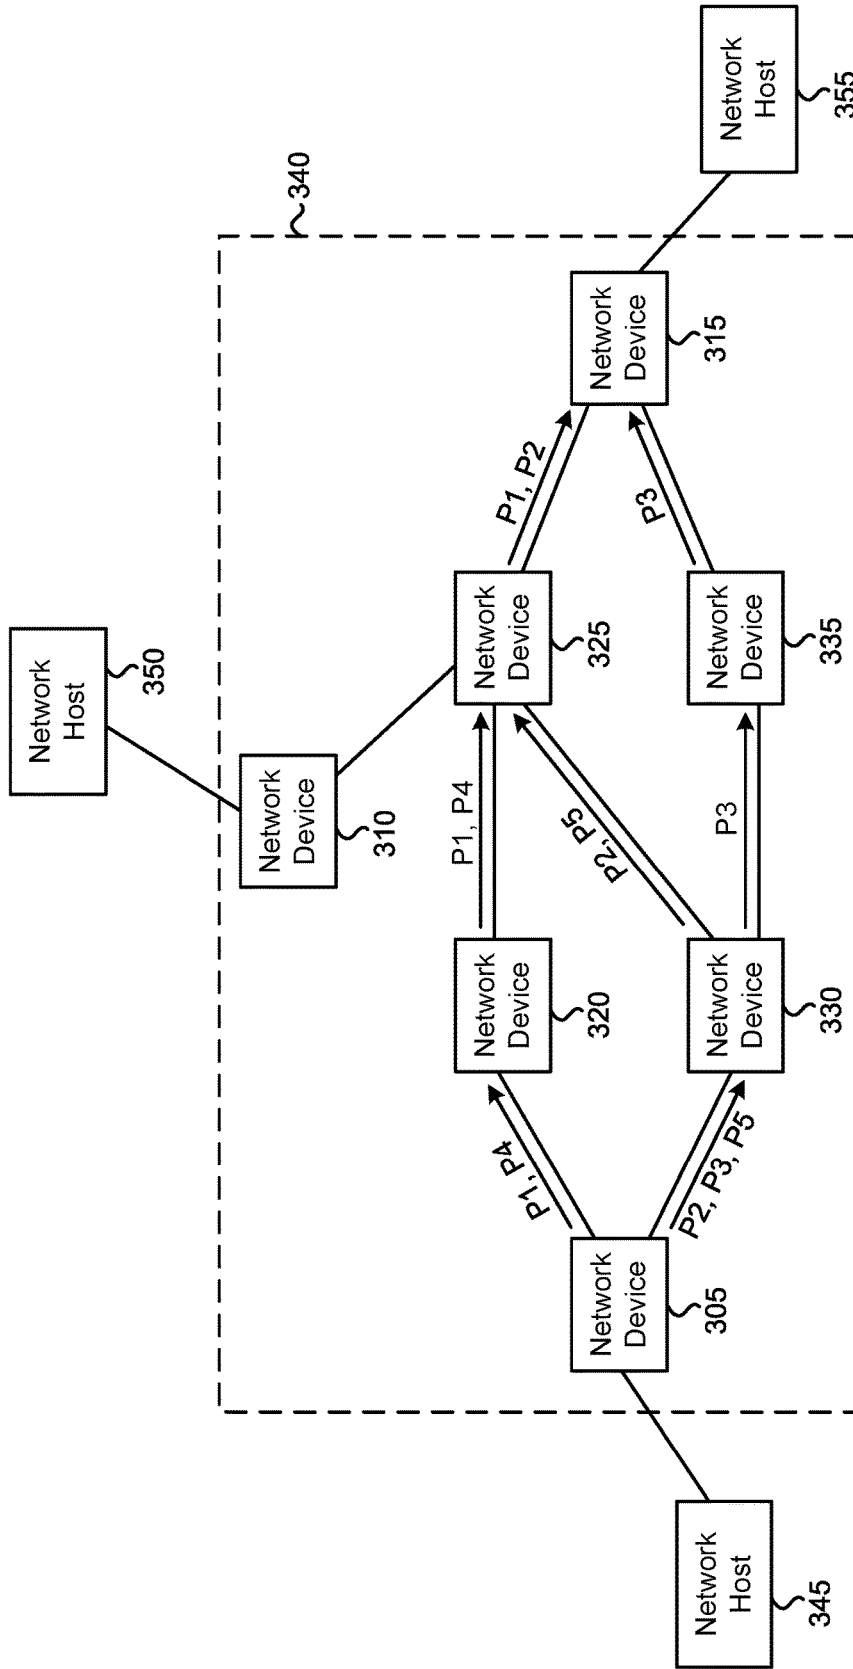 Network
Host
350
340
Network
Device
310
P1, P4
P1, P4
P1, P2
Network
Device
320
Network
Device
325
P2, P5
Network
Host
345
Network
Device
305
Network
Device
315
Network
Host
355
P2, P3, P5
P3
P3
Network
Device
330
Network
Device
335